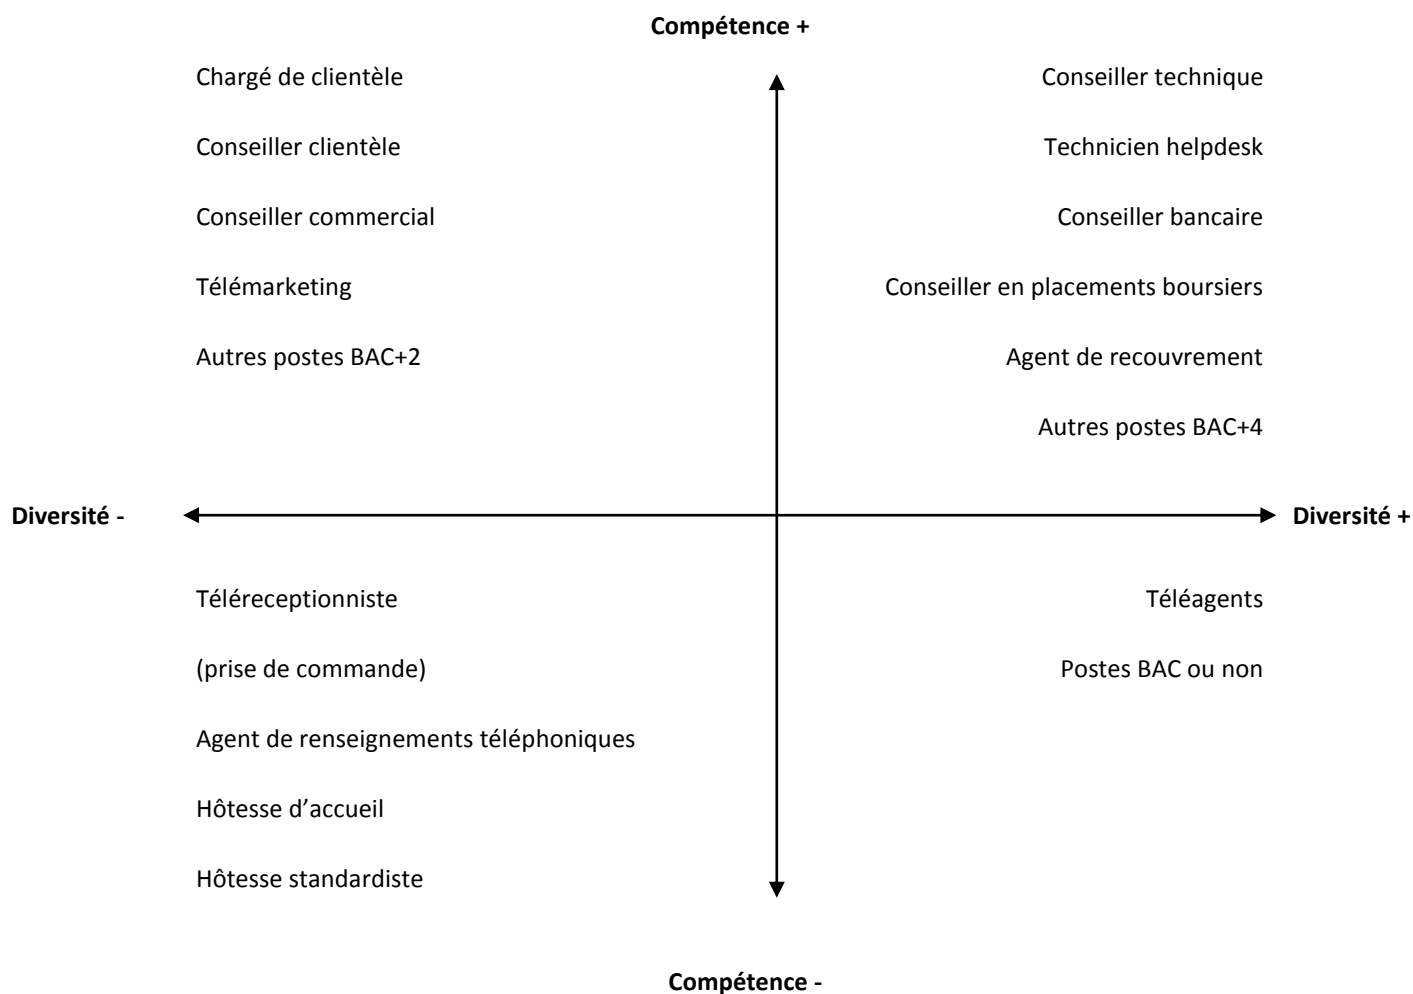 Compétence +
Chargé de clientèle
Conseiller technique
Conseiller clientèle
Technicien helpdesk
Conseiller commercial
Conseiller bancaire
Télémarketing
Conseiller en placements boursiers
Autres postes BAC+2
Agent de recouvrement
Autres postes BAC+4
Diversité -
Diversité +
Téléreceptionniste
Téléagents
(prise de commande)
Postes BAC ou non
Agent de renseignements téléphoniques
Hôtesse d’accueil
Hôtesse standardiste
Compétence -